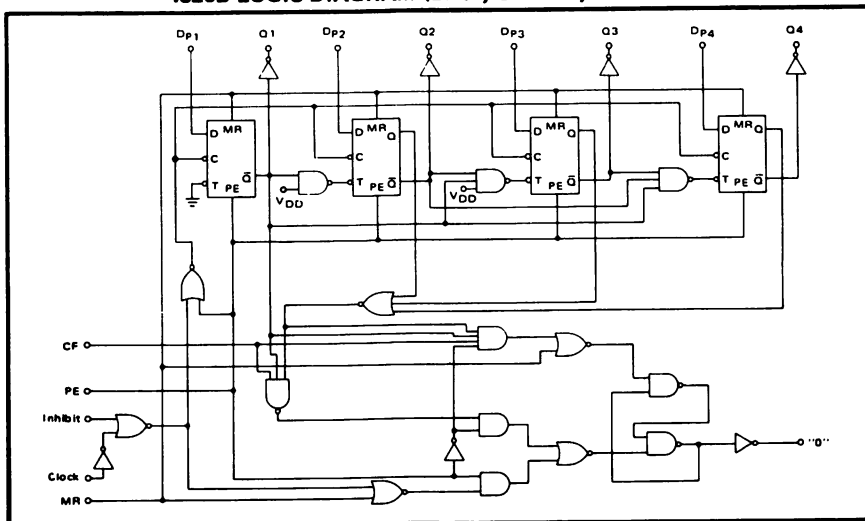 DP1 Q1 DP2 Q2 DP3 Q3 DP4 Q4
MR MR Q MR Q MR Q
D D D D
C C C C
T PE Q̄ T PE Q̄ T PE Q̄ T PE Q̄
VDD VDD
CF
PE
Inhibit
Clock
MR
"0"